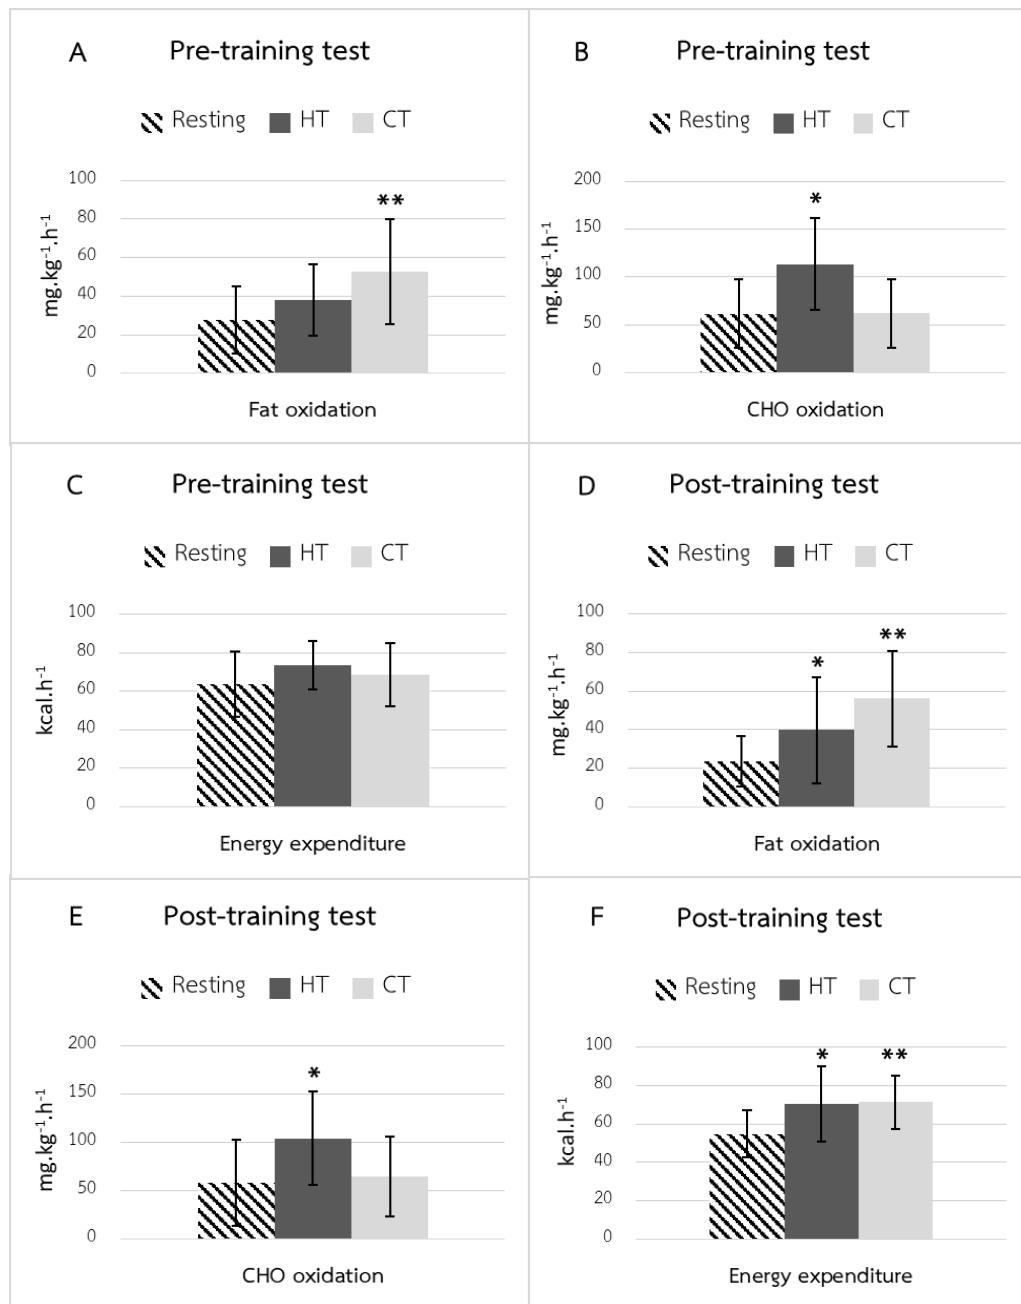 A Pre-training test
Resting HT CT
100
80
60
40
20
0
mg.kg⁻¹.h⁻¹
**
Fat oxidation
B Pre-training test
Resting HT CT
200
150
100
50
0
mg.kg⁻¹.h⁻¹
*
CHO oxidation
C Pre-training test
Resting HT CT
100
80
60
40
20
0
kcal.h⁻¹
Energy expenditure
D Post-training test
Resting HT CT
100
80
60
40
20
0
mg.kg⁻¹.h⁻¹
* **
Fat oxidation
E Post-training test
Resting HT CT
200
150
100
50
0
mg.kg⁻¹.h⁻¹
*
CHO oxidation
F Post-training test
Resting HT CT
100
80
60
40
20
0
kcal.h⁻¹
* **
Energy expenditure